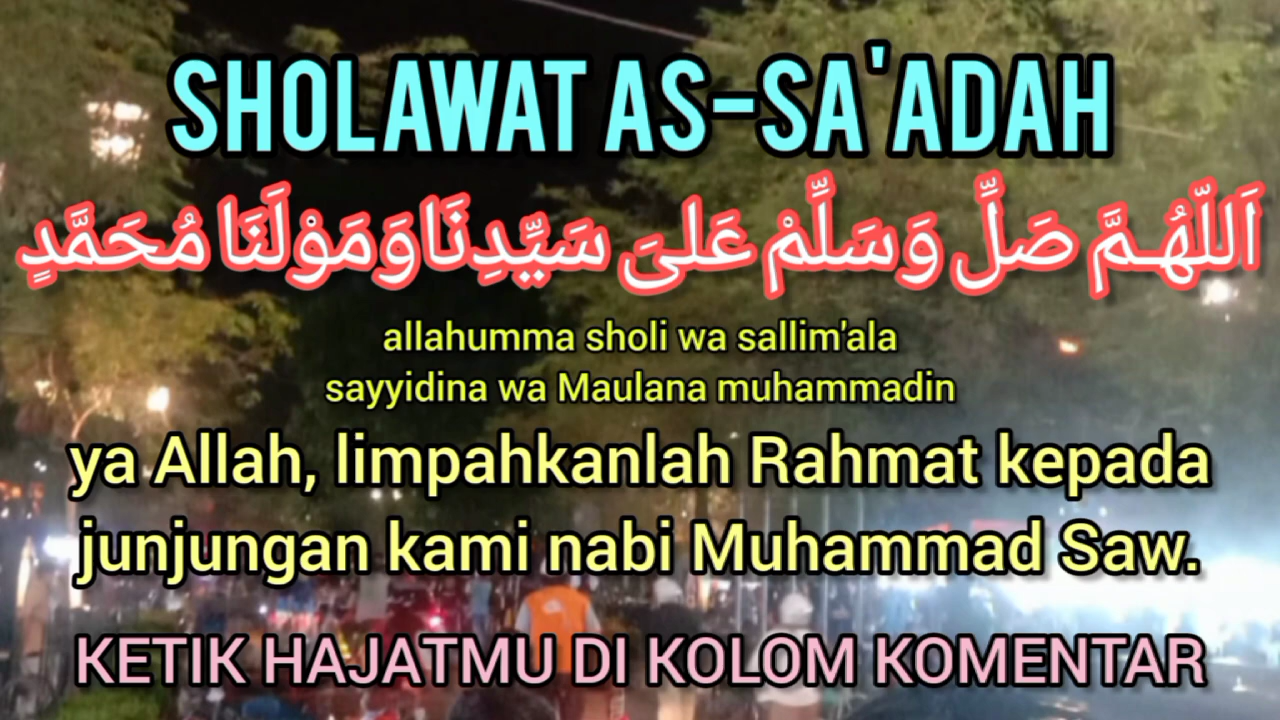 SHOLAWAT AS-SA'ADAH
اَللّهُمَّ صَلِّ وَسَلِّمْ عَلىَ سَيِّدِنَاوَمَوْلَنَا مُحَمَّدٍ
allahumma sholi wa sallim'ala
sayyidina wa Maulana muhammadin
ya Allah, limpahkanlah Rahmat kepada
junjungan kami nabi Muhammad Saw.
KETIK HAJATMU DI KOLOM KOMENTAR